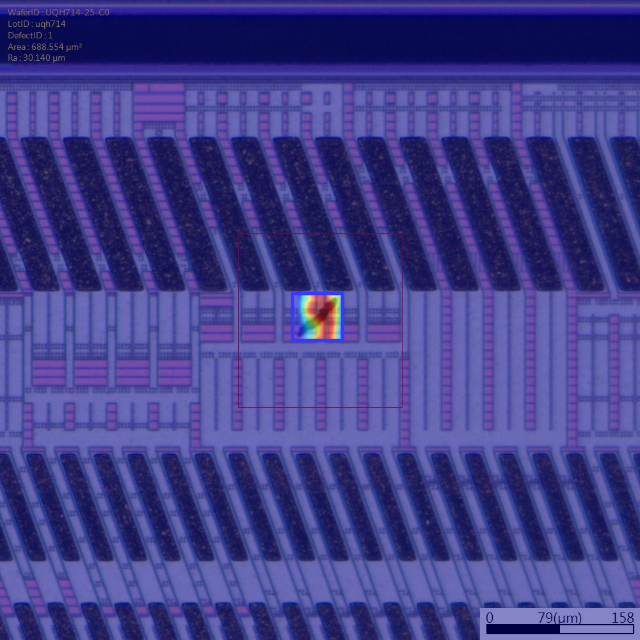 WaferID : UQH714-25-C0
LotID : uqh714
DefectID : 1
Area : 688.554 µm²
Ra : 30.140 µm
0 79(um) 158